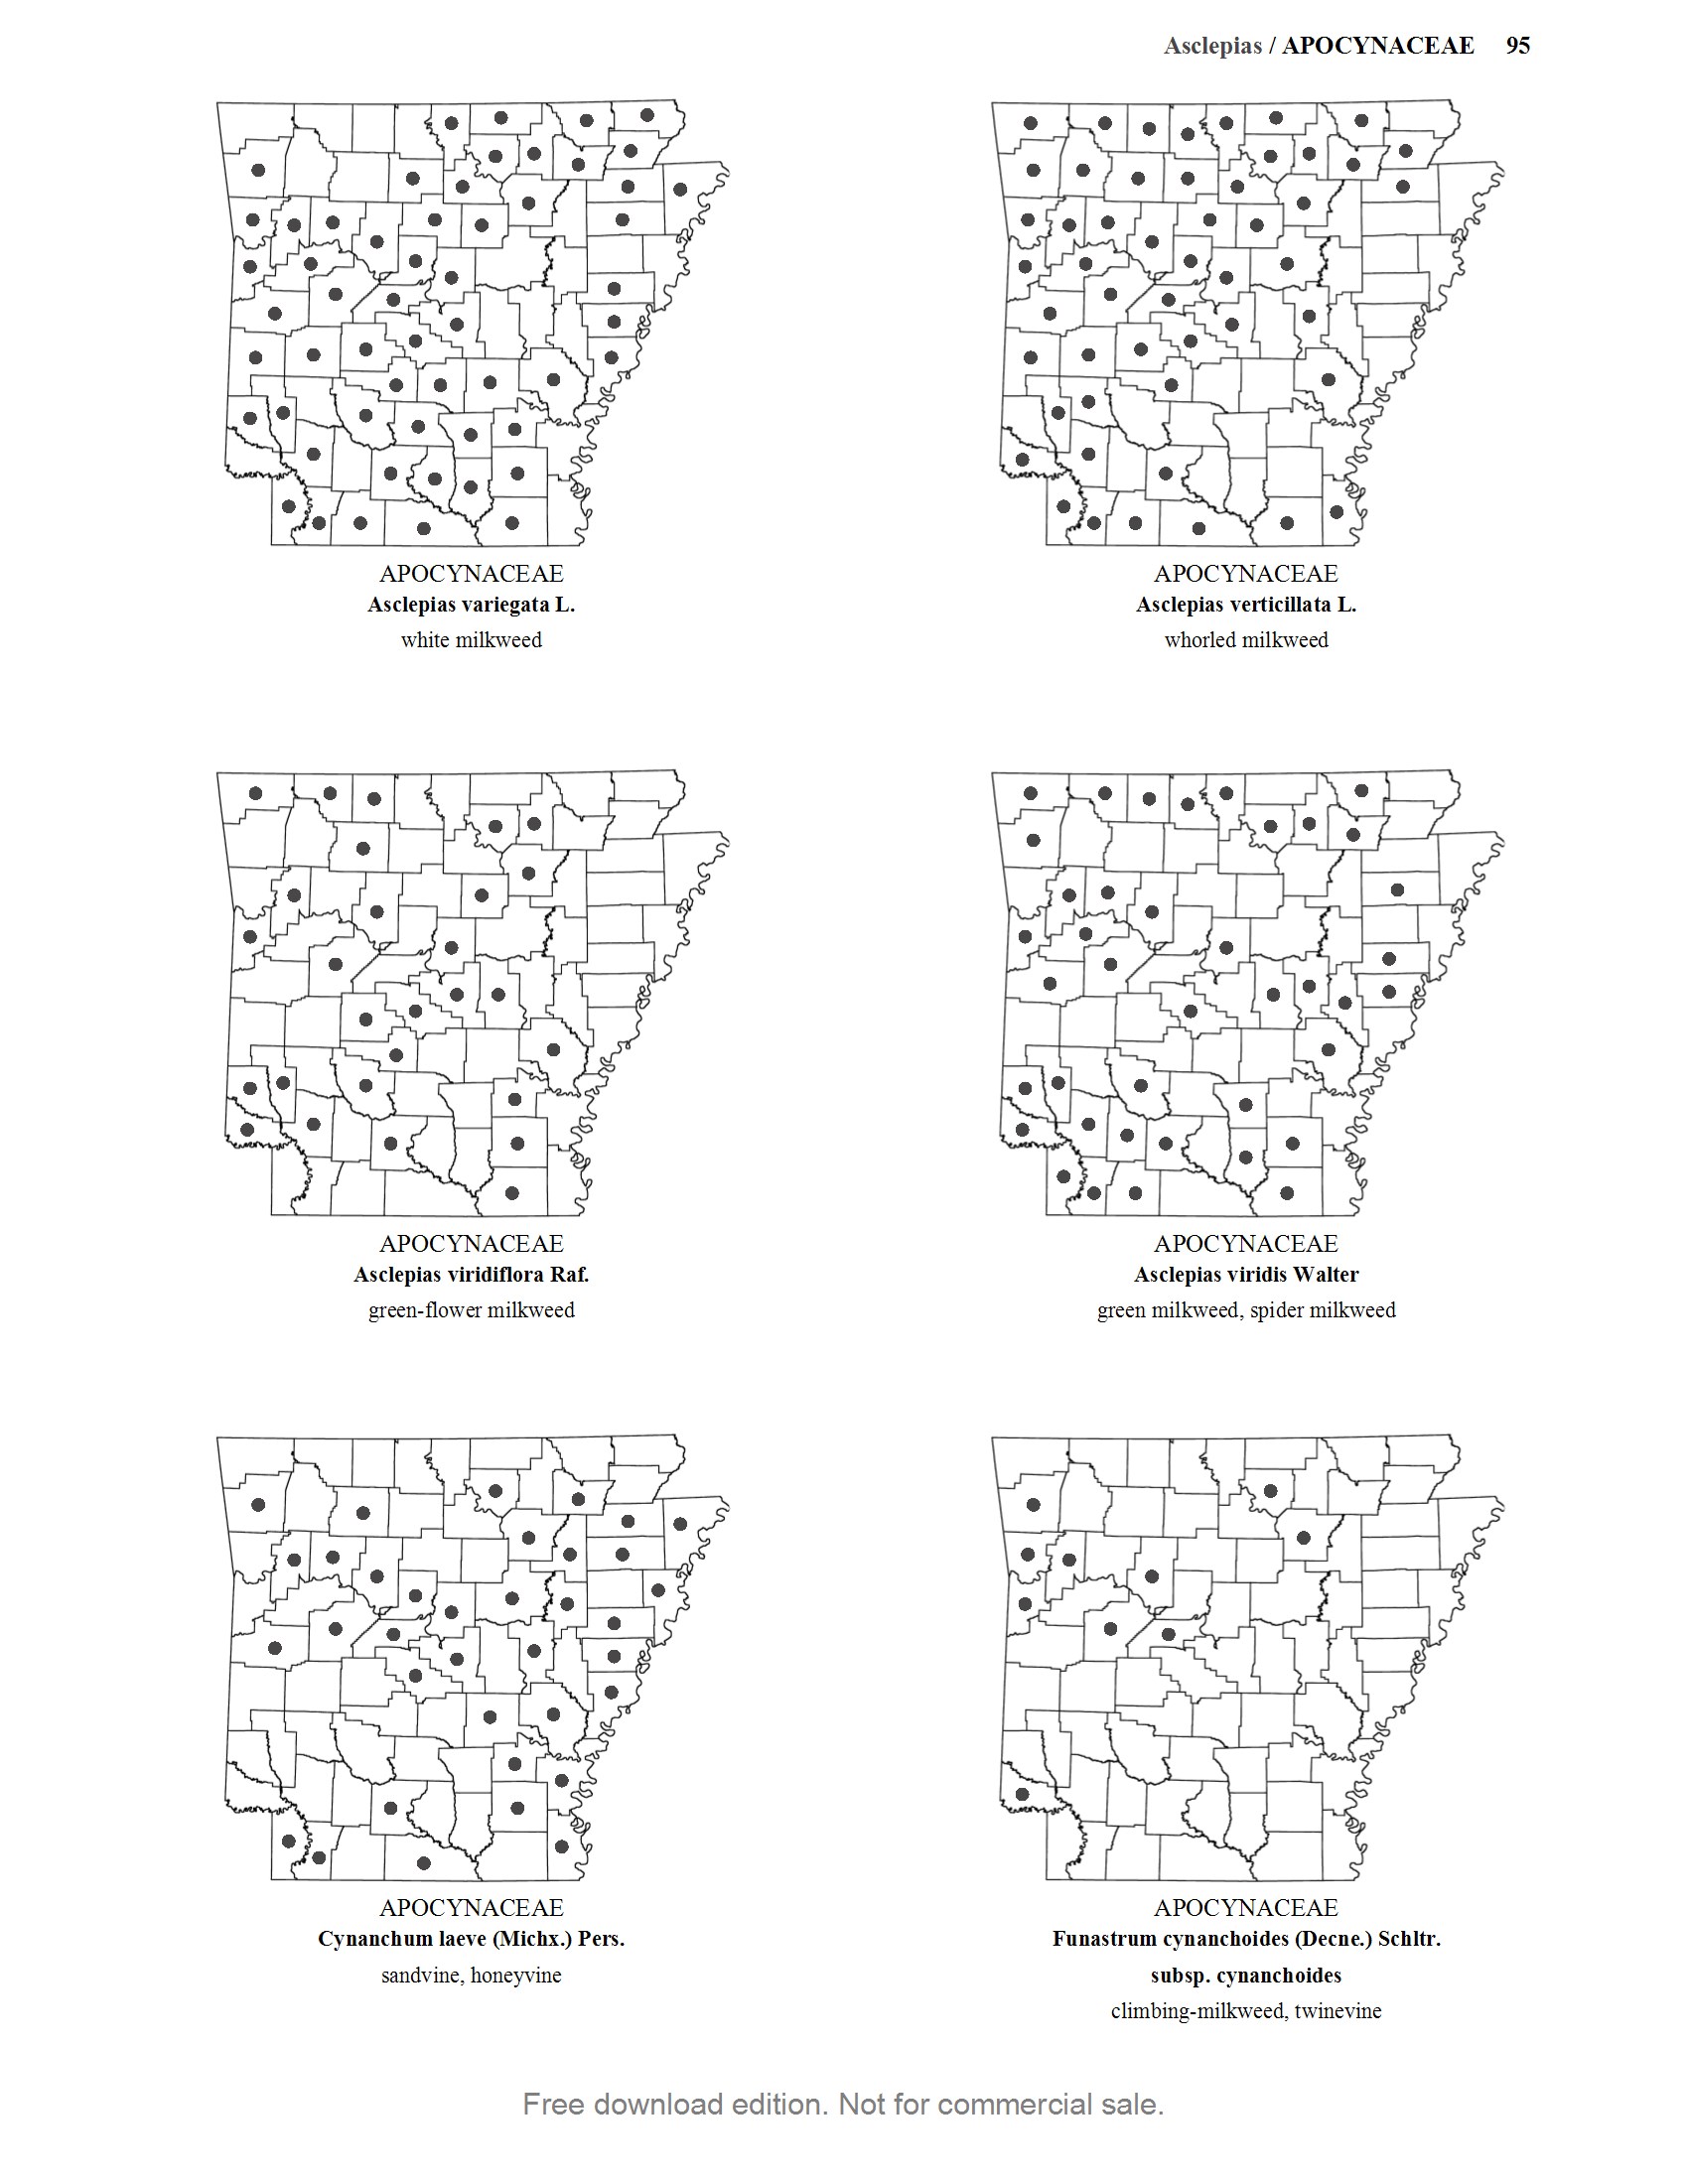 Asclepias / APOCYNACEAE 95
APOCYNACEAE
Asclepias variegata L.
white milkweed
APOCYNACEAE
Asclepias verticillata L.
whorled milkweed
APOCYNACEAE
Asclepias viridiflora Raf.
green-flower milkweed
APOCYNACEAE
Asclepias viridis Walter
green milkweed, spider milkweed
APOCYNACEAE
Cynanchum laeve (Michx.) Pers.
sandvine, honeyvine
APOCYNACEAE
Funastrum cynanchoides (Decne.) Schltr.
subsp. cynanchoides
climbing-milkweed, twinevine
Free download edition. Not for commercial sale.